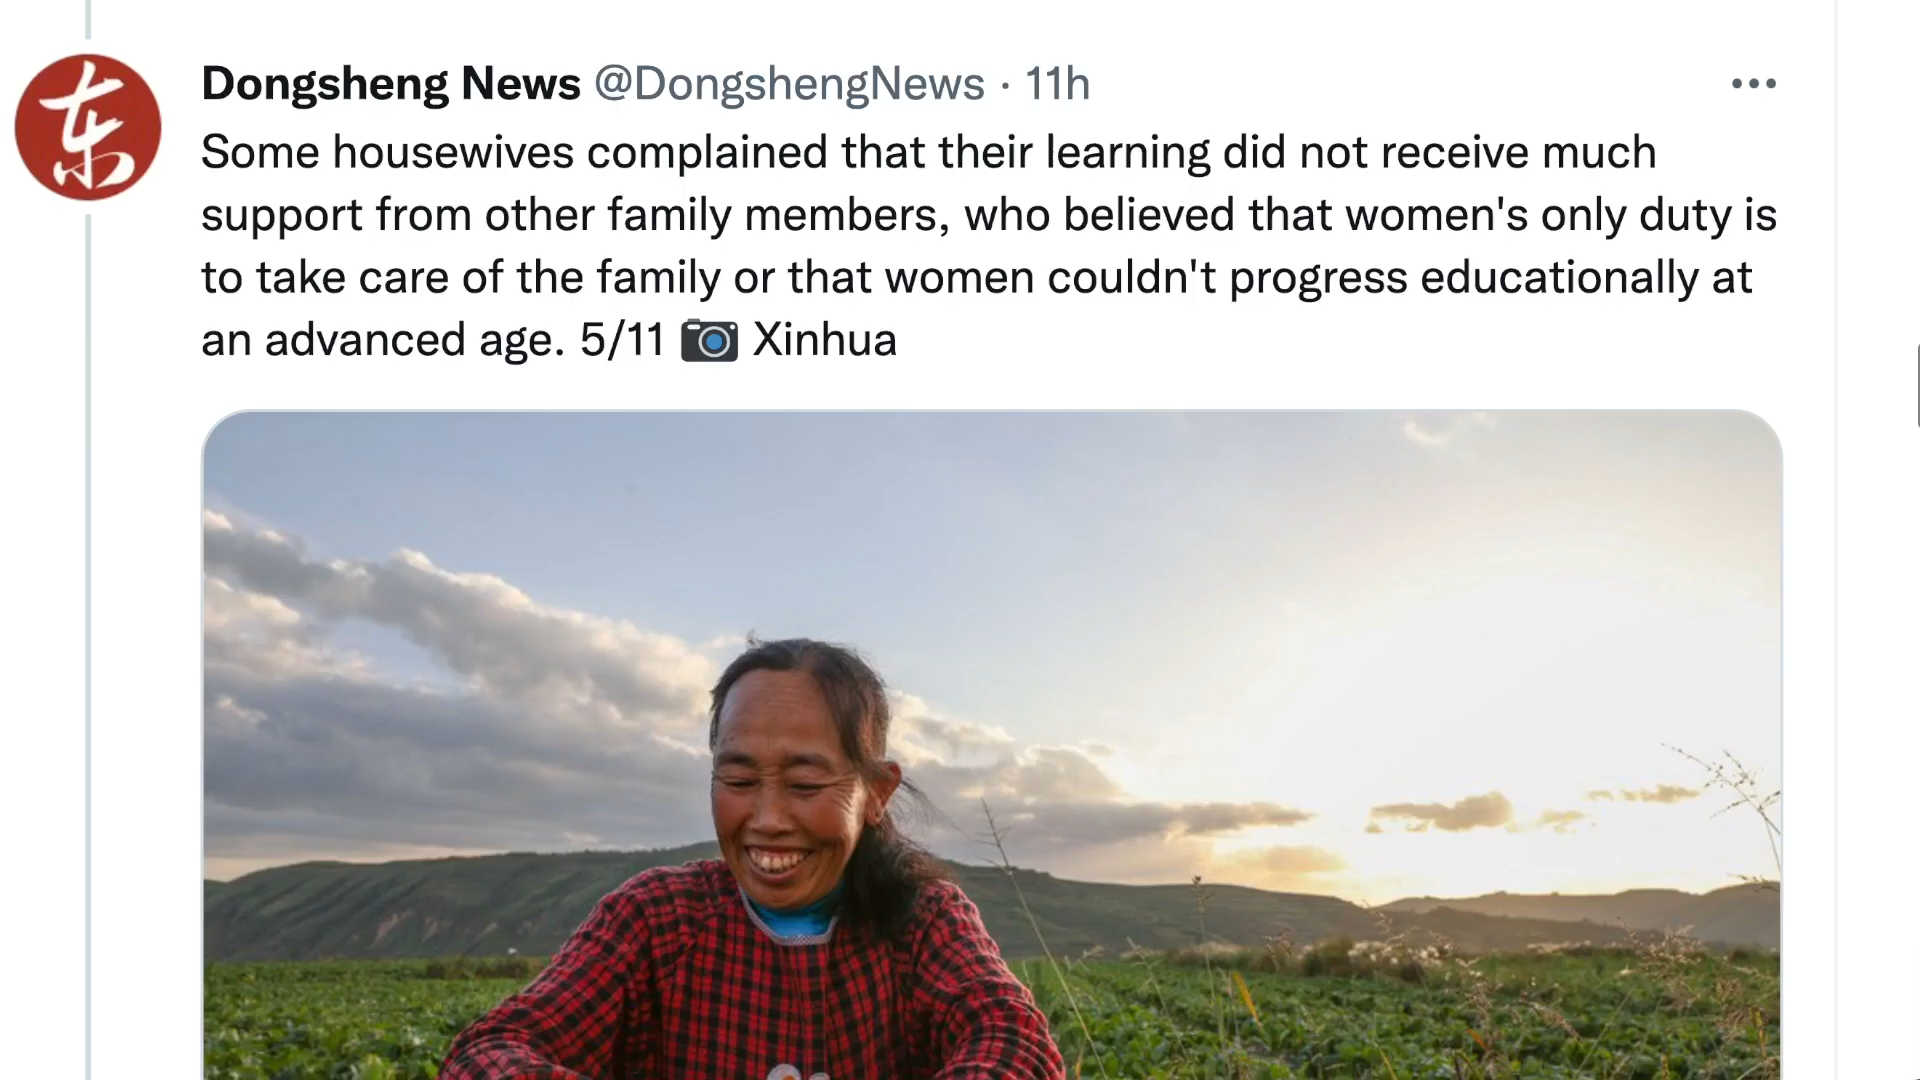 东
Dongsheng News @DongshengNews · 11h
Some housewives complained that their learning did not receive much
support from other family members, who believed that women's only duty is
to take care of the family or that women couldn't progress educationally at
an advanced age. 5/11 📷 Xinhua